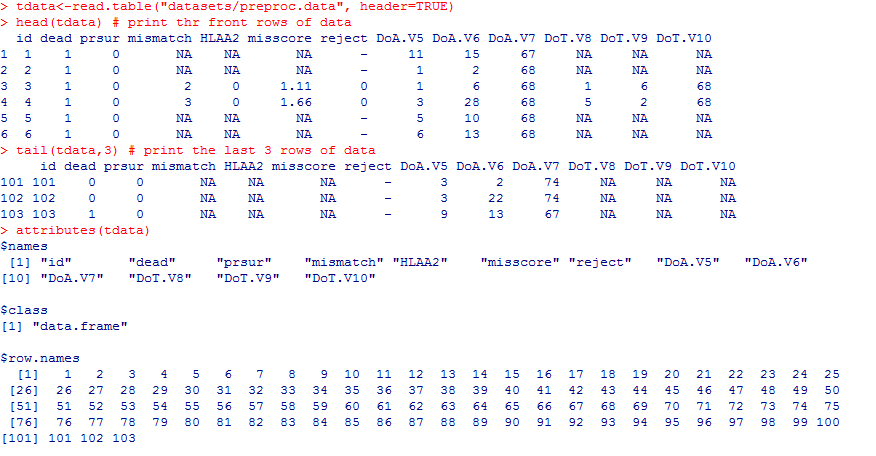 > tdata<-read.table("datasets/preproc.data", header=TRUE)
> head(tdata) # print thr front rows of data
  id dead prsur mismatch HLAA2 misscore reject DoA.V5 DoA.V6 DoA.V7 DoT.V8 DoT.V9 DoT.V10
1  1    1     0       NA    NA       NA      -     11     15     67     NA     NA      NA
2  2    1     0       NA    NA       NA      -      1      2     68     NA     NA      NA
3  3    1     0        2     0     1.11      0      1      6     68      1      6      68
4  4    1     0        3     0     1.66      0      3     28     68      5      2      68
5  5    1     0       NA    NA       NA      -      5     10     68     NA     NA      NA
6  6    1     0       NA    NA       NA      -      6     13     68     NA     NA      NA
> tail(tdata,3) # print the last 3 rows of data
     id dead prsur mismatch HLAA2 misscore reject DoA.V5 DoA.V6 DoA.V7 DoT.V8 DoT.V9 DoT.V10
101 101    0     0       NA    NA       NA      -      3      2     74     NA     NA      NA
102 102    0     0       NA    NA       NA      -      3     22     74     NA     NA      NA
103 103    1     0       NA    NA       NA      -      9     13     67     NA     NA      NA
> attributes(tdata)
$names
 [1] "id"       "dead"     "prsur"    "mismatch" "HLAA2"    "misscore" "reject"   "DoA.V5"   "DoA.V6"
[10] "DoA.V7"   "DoT.V8"   "DoT.V9"   "DoT.V10"
$class
[1] "data.frame"
$row.names
  [1]   1   2   3   4   5   6   7   8   9  10  11  12  13  14  15  16  17  18  19  20  21  22  23  24  25
 [26]  26  27  28  29  30  31  32  33  34  35  36  37  38  39  40  41  42  43  44  45  46  47  48  49  50
 [51]  51  52  53  54  55  56  57  58  59  60  61  62  63  64  65  66  67  68  69  70  71  72  73  74  75
 [76]  76  77  78  79  80  81  82  83  84  85  86  87  88  89  90  91  92  93  94  95  96  97  98  99 100
[101] 101 102 103